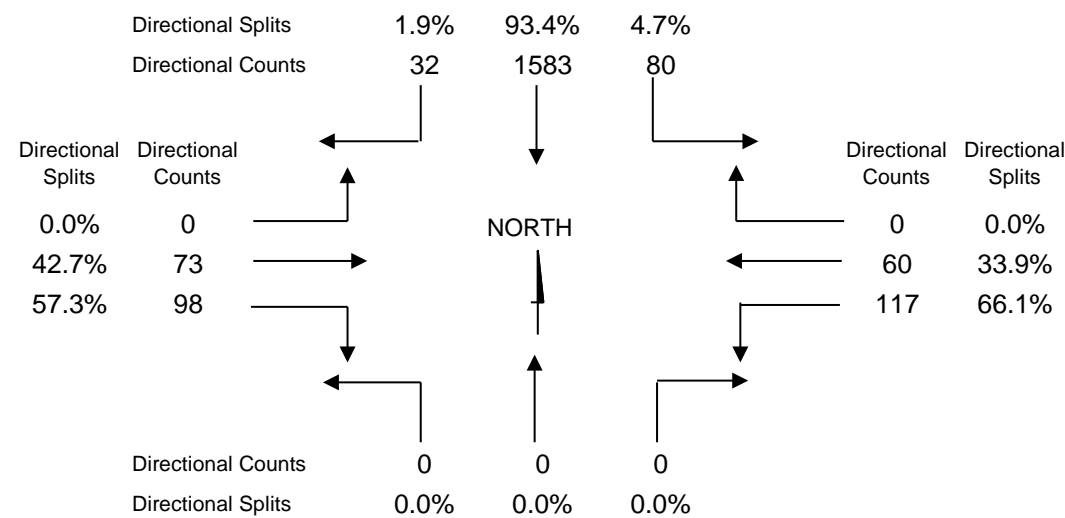 Directional Splits 1.9% 93.4% 4.7%
Directional Counts 32 1583 80
Directional Directional Directional Directional
Splits Counts Counts Splits
0.0% 0 NORTH 0 0.0%
42.7% 73 60 33.9%
57.3% 98 117 66.1%
Directional Counts 0 0 0
Directional Splits 0.0% 0.0% 0.0%